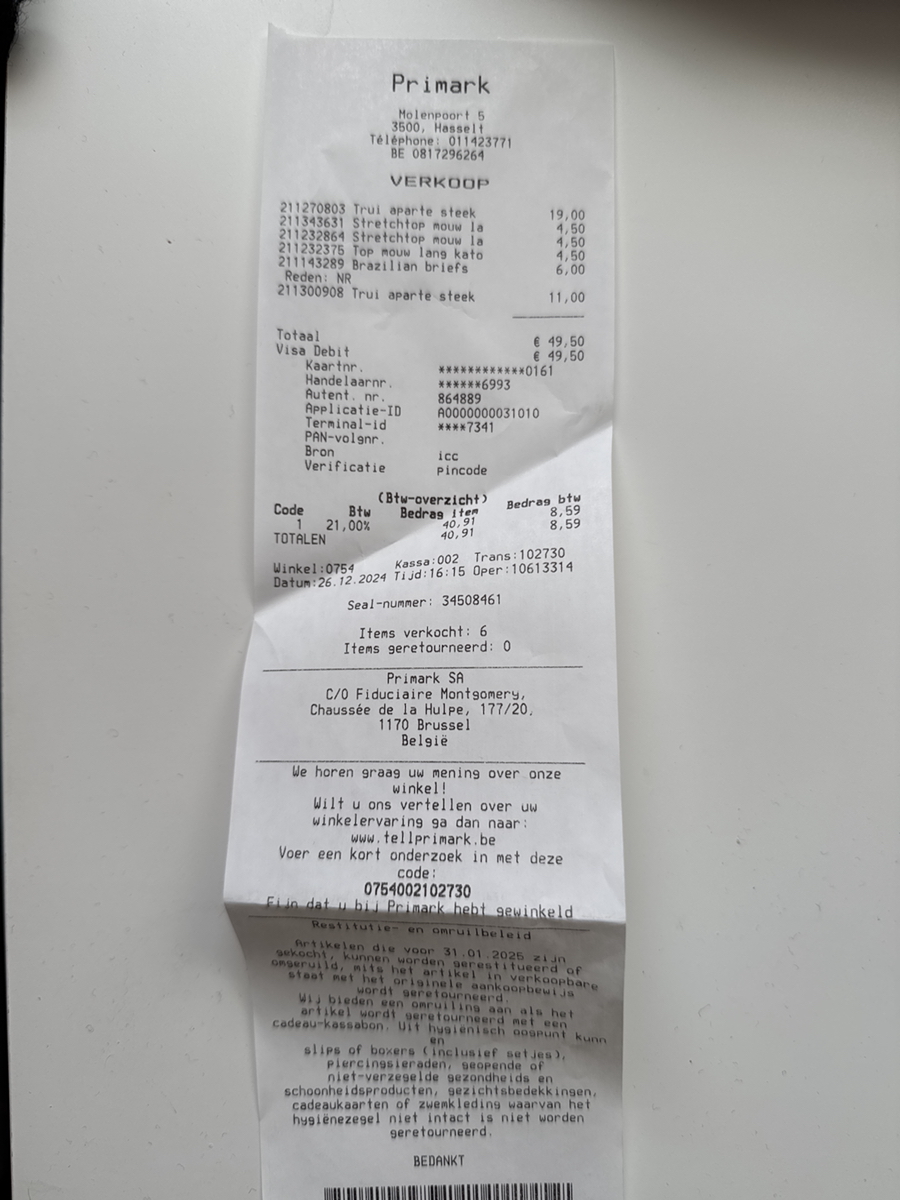 Primark
Molenpoort 5
3500, Hasselt
Téléphone: 011423771
BE 0817296264
VERKOOP
211270803 Trui aparte steek 19,00
211343631 Stretchtop mouw la 4,50
211232864 Stretchtop mouw la 4,50
211232375 Top mouw lang kato 4,50
211143289 Brazilian briefs 6,00
Reden: NR
211300908 Trui aparte steek 11,00
Totaal € 49,50
Visa Debit € 49,50
Kaartnr. ************0161
Handelaarnr. ******6993
Autent. nr. 864889
Applicatie-ID A0000000031010
Terminal-id ****7341
PAN-volgnr.
Bron icc
Verificatie pincode
(Btw-overzicht)
Code Btw Bedrag item Bedrag btw
1 21,00% 40,91 8,59
TOTALEN 40,91 8,59
Winkel:0754 Kassa:002 Trans:102730
Datum:26.12.2024 Tijd:16:15 Oper:10613314
Seal-nummer: 34508461
Items verkocht: 6
Items geretourneerd: 0
Primark SA
C/O Fiduciaire Montgomery,
Chaussée de la Hulpe, 177/20,
1170 Brussel
België
We horen graag uw mening over onze
winkel!
Wilt u ons vertellen over uw
winkelervaring ga dan naar:
www.tellprimark.be
Voer een kort onderzoek in met deze
code:
0754002102730
Fijn dat u bij Primark hebt gewinkeld
Restitutie- en omruilbeleid
Artikelen die voor 31.01.2025 zijn
gekocht, kunnen worden gerestitueerd of
omgeruild, mits het artikel in verkoopbare
staat met het originele aankoopbewijs
wordt geretourneerd.
Wij bieden een omruiling aan als het
artikel wordt geretourneerd met een
cadeau-kassabon. Uit hygiënisch oogpunt kunn
en
slips of boxers (inclusief setjes),
piercingsieraden, geopende of
niet-verzegelde gezondheids en
schoonheidsproducten, gezichtsbedekkingen,
cadeaukaarten of zwemkleding waarvan het
hygiënezegel niet intact is niet worden
geretourneerd.
BEDANKT